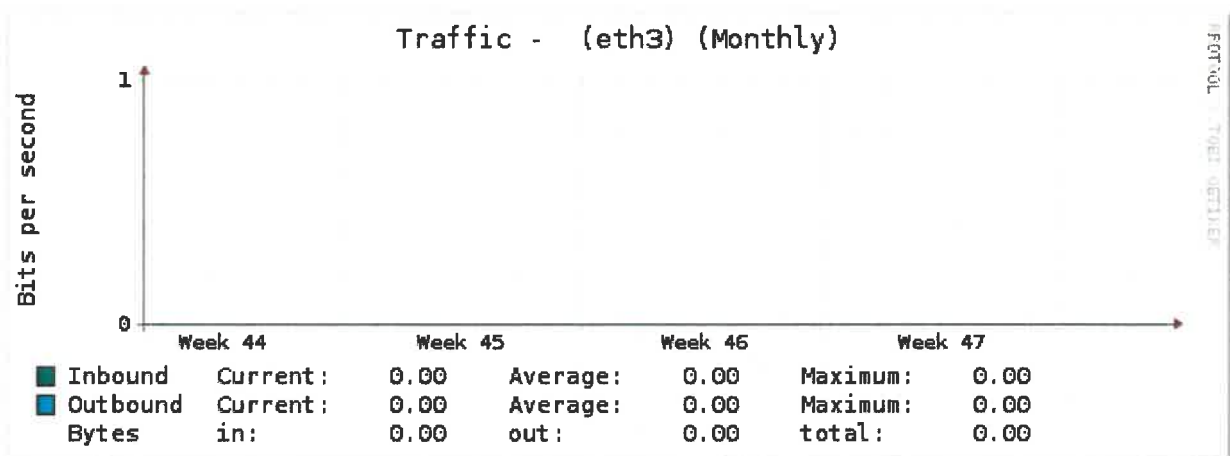 Traffic - (eth3) (Monthly)
Bits per second
1
0
Week 44 Week 45 Week 46 Week 47
Inbound Current: 0.00 Average: 0.00 Maximum: 0.00
Outbound Current: 0.00 Average: 0.00 Maximum: 0.00
Bytes in: 0.00 out: 0.00 total: 0.00